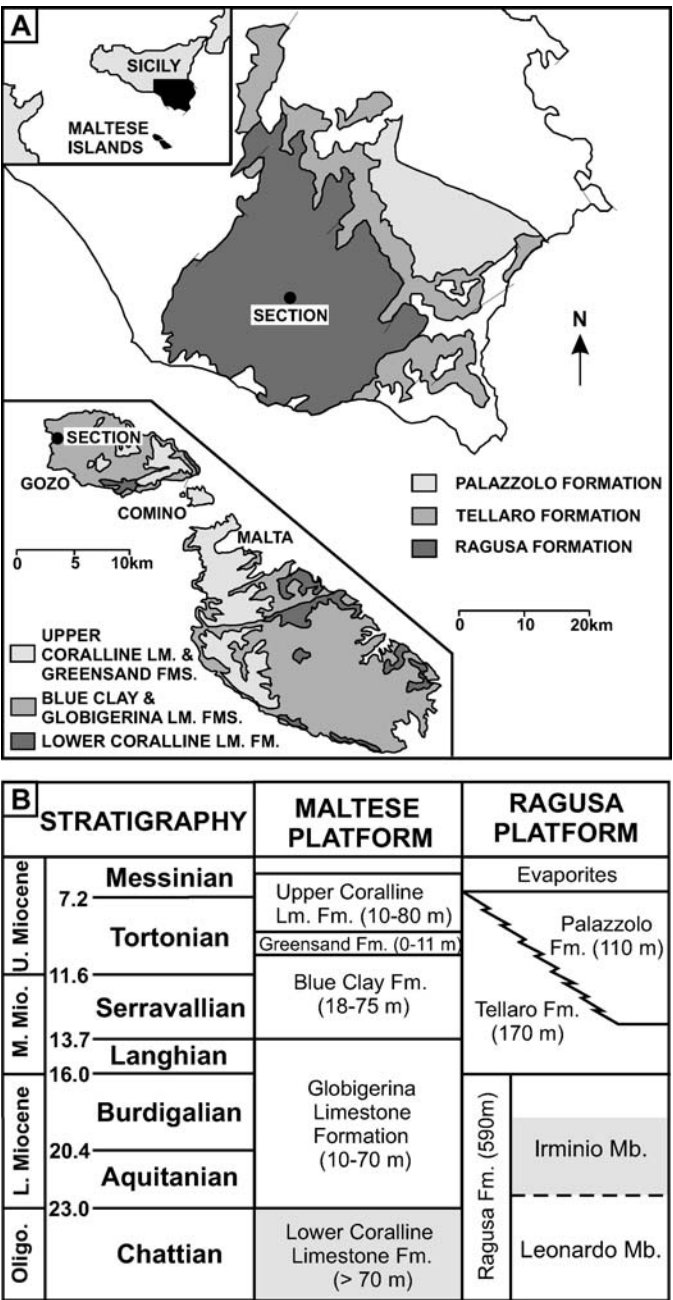 A
SICILY
MALTESE
ISLANDS
SECTION
N
SECTION
GOZO
COMINO
MALTA
0 5 10km
PALAZZOLO FORMATION
TELLARO FORMATION
RAGUSA FORMATION
0 10 20km
UPPER
CORALLINE LM. &
GREENSAND FMS.
BLUE CLAY &
GLOBIGERINA LM. FMS.
LOWER CORALLINE LM. FM.
B
STRATIGRAPHY
MALTESE
PLATFORM
RAGUSA
PLATFORM
U. Miocene
Messinian
7.2
Tortonian
11.6
M. Mio.
Serravallian
13.7
Langhian
16.0
L. Miocene
Burdigalian
20.4
Aquitanian
23.0
Oligo.
Chattian
Upper Coralline
Lm. Fm. (10-80 m)
Greensand Fm. (0-11 m)
Blue Clay Fm.
(18-75 m)
Globigerina
Limestone
Formation
(10-70 m)
Lower Coralline
Limestone Fm.
(> 70 m)
Evaporites
Palazzolo
Fm. (110 m)
Tellaro Fm.
(170 m)
Ragusa Fm. (590m)
Irminio Mb.
Leonardo Mb.